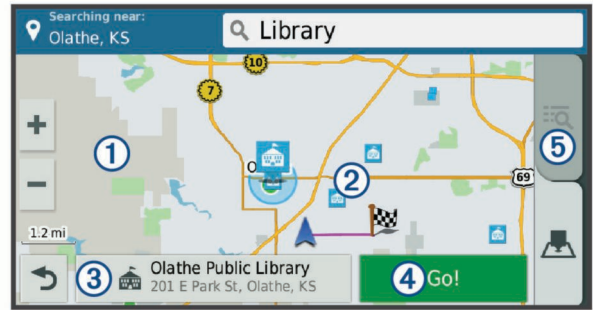 Searching near:
Olathe, KS
Library
10
7
1
5
O
2
69
1.2 mi
3
Olathe Public Library
201 E Park St, Olathe, KS
4
Go!